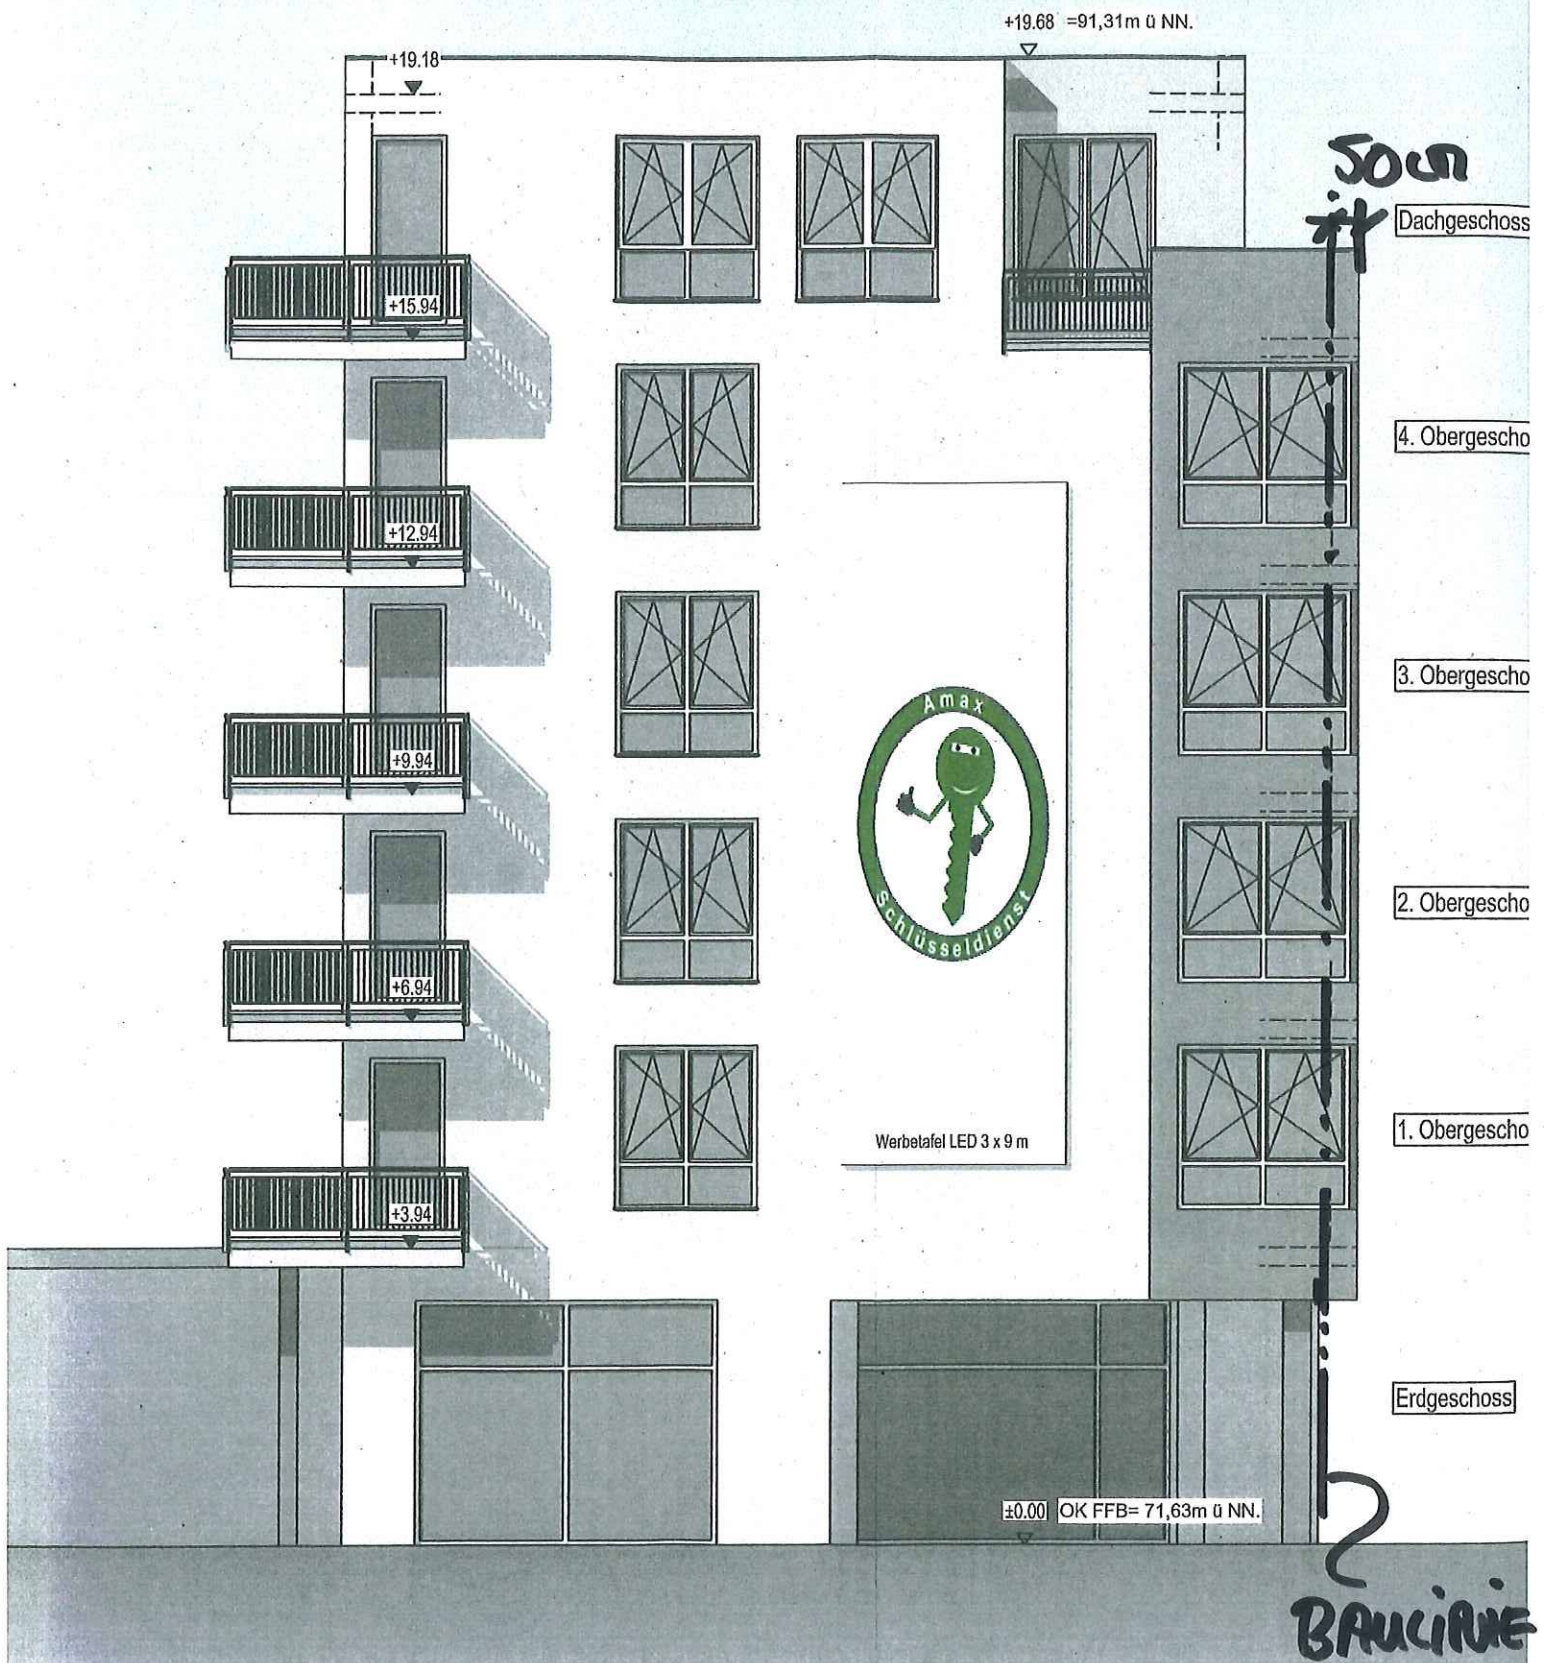 +19.68 =91,31m ü NN.
+19.18
50cm
Dachgeschoss
+15.94
4. Obergescho
+12.94
3. Obergescho
Amax
Schlüsseldienst
+9.94
2. Obergescho
+6.94
Werbetafel LED 3 x 9 m
1. Obergescho
+3.94
Erdgeschoss
±0.00 OK FFB= 71,63m ü NN.
BAULINIE